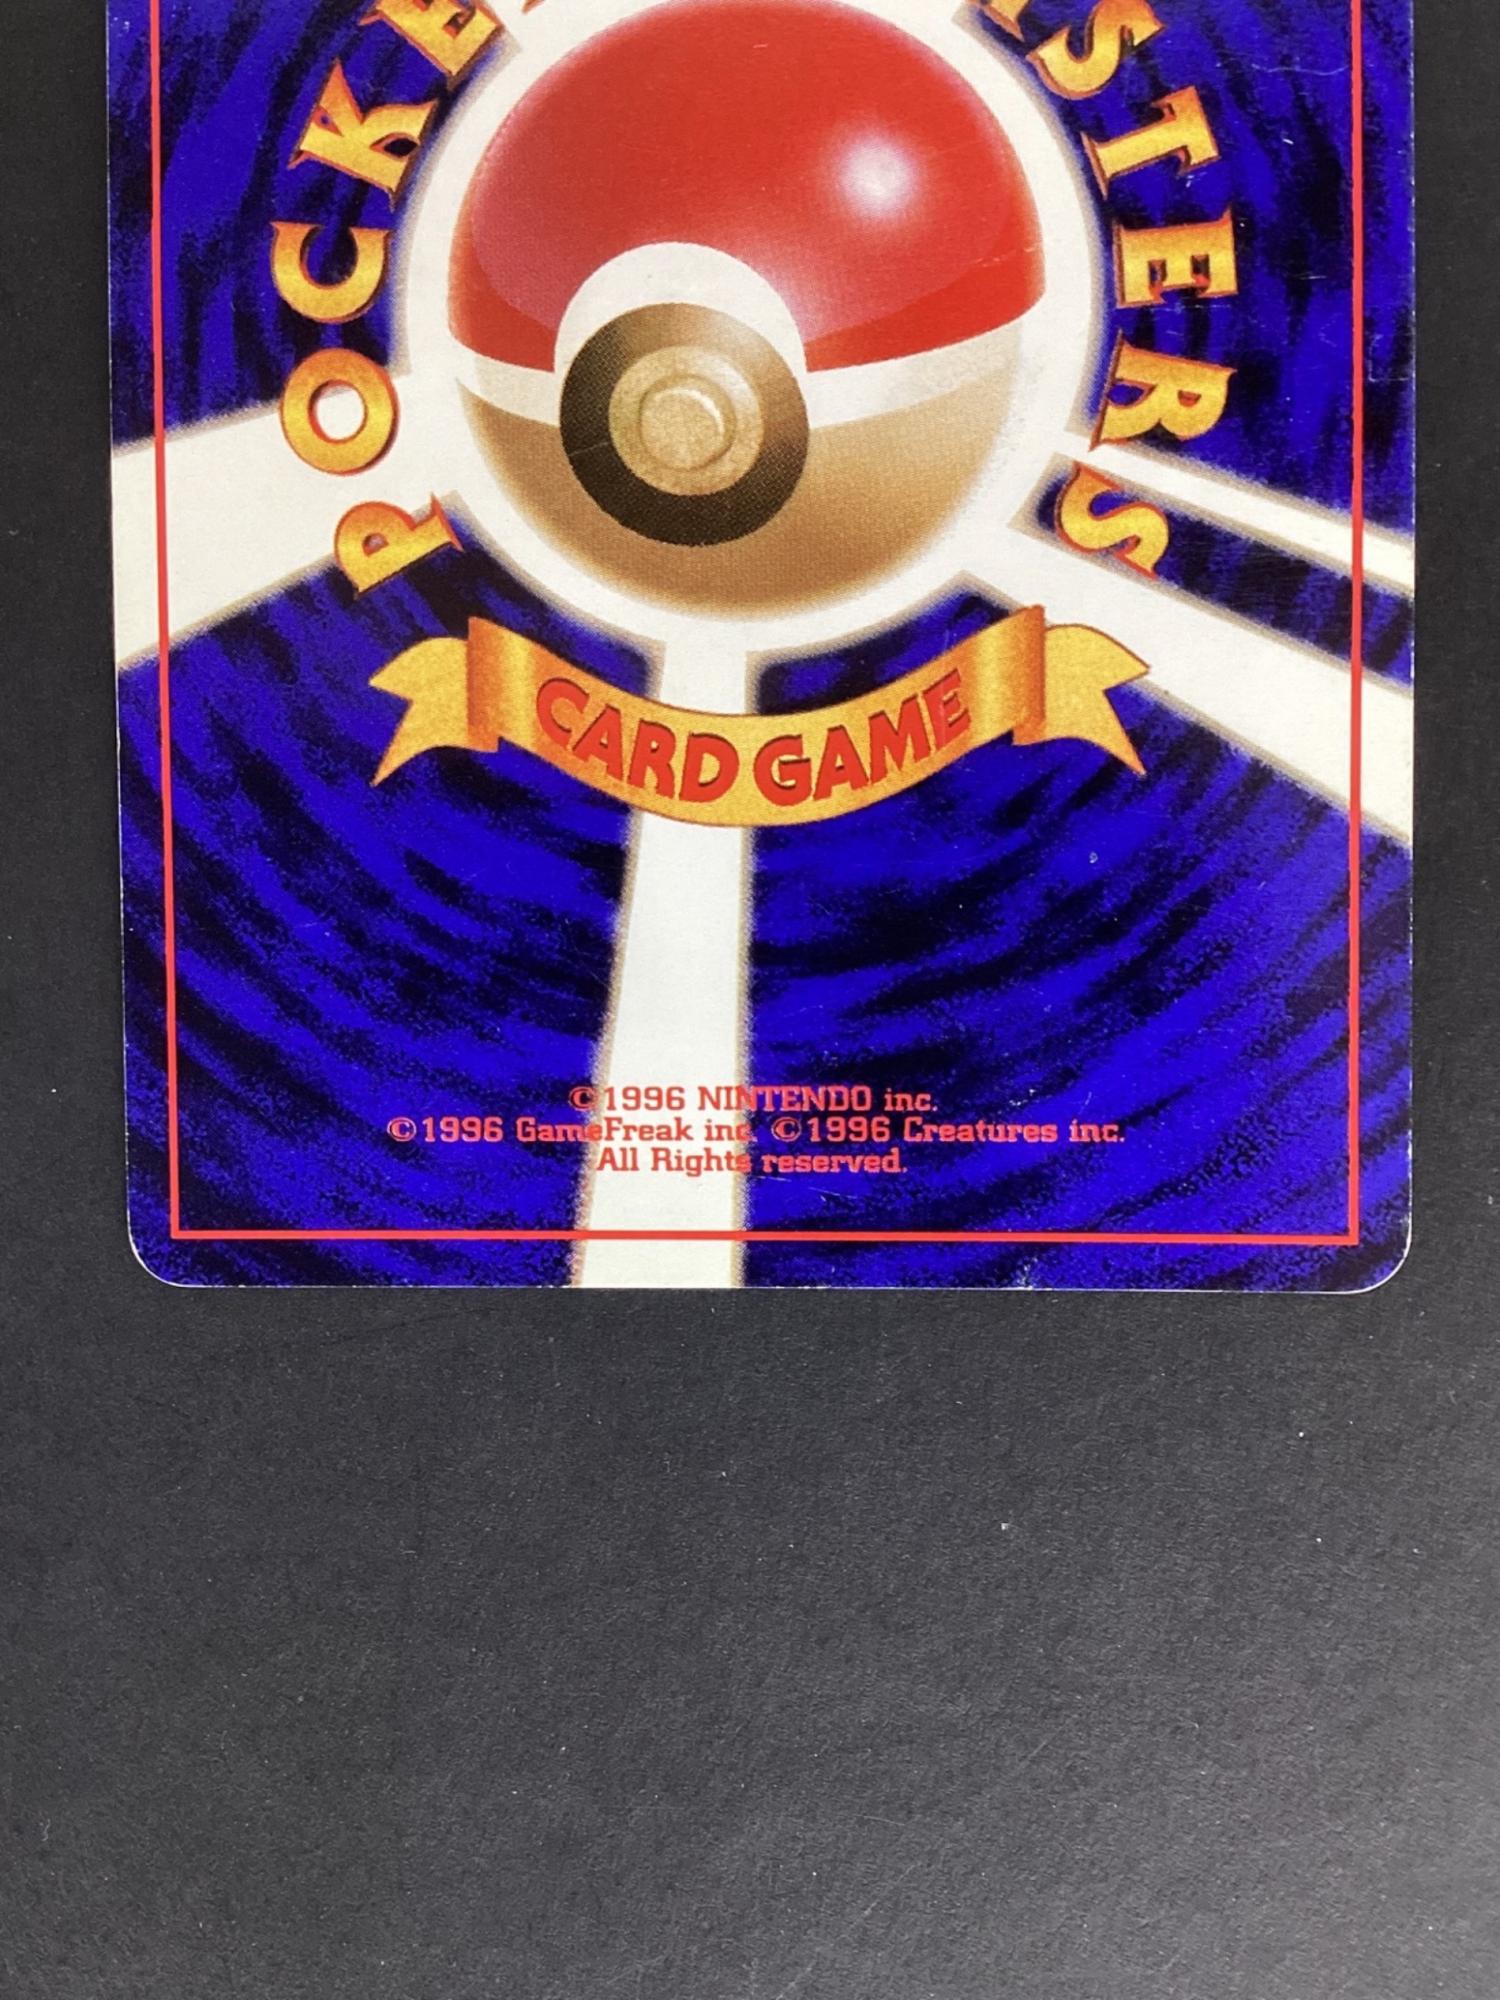 POCKE
STERS
CARD GAME
©1996 NINTENDO inc.
©1996 GameFreak inc. ©1996 Creatures inc.
All Rights reserved.